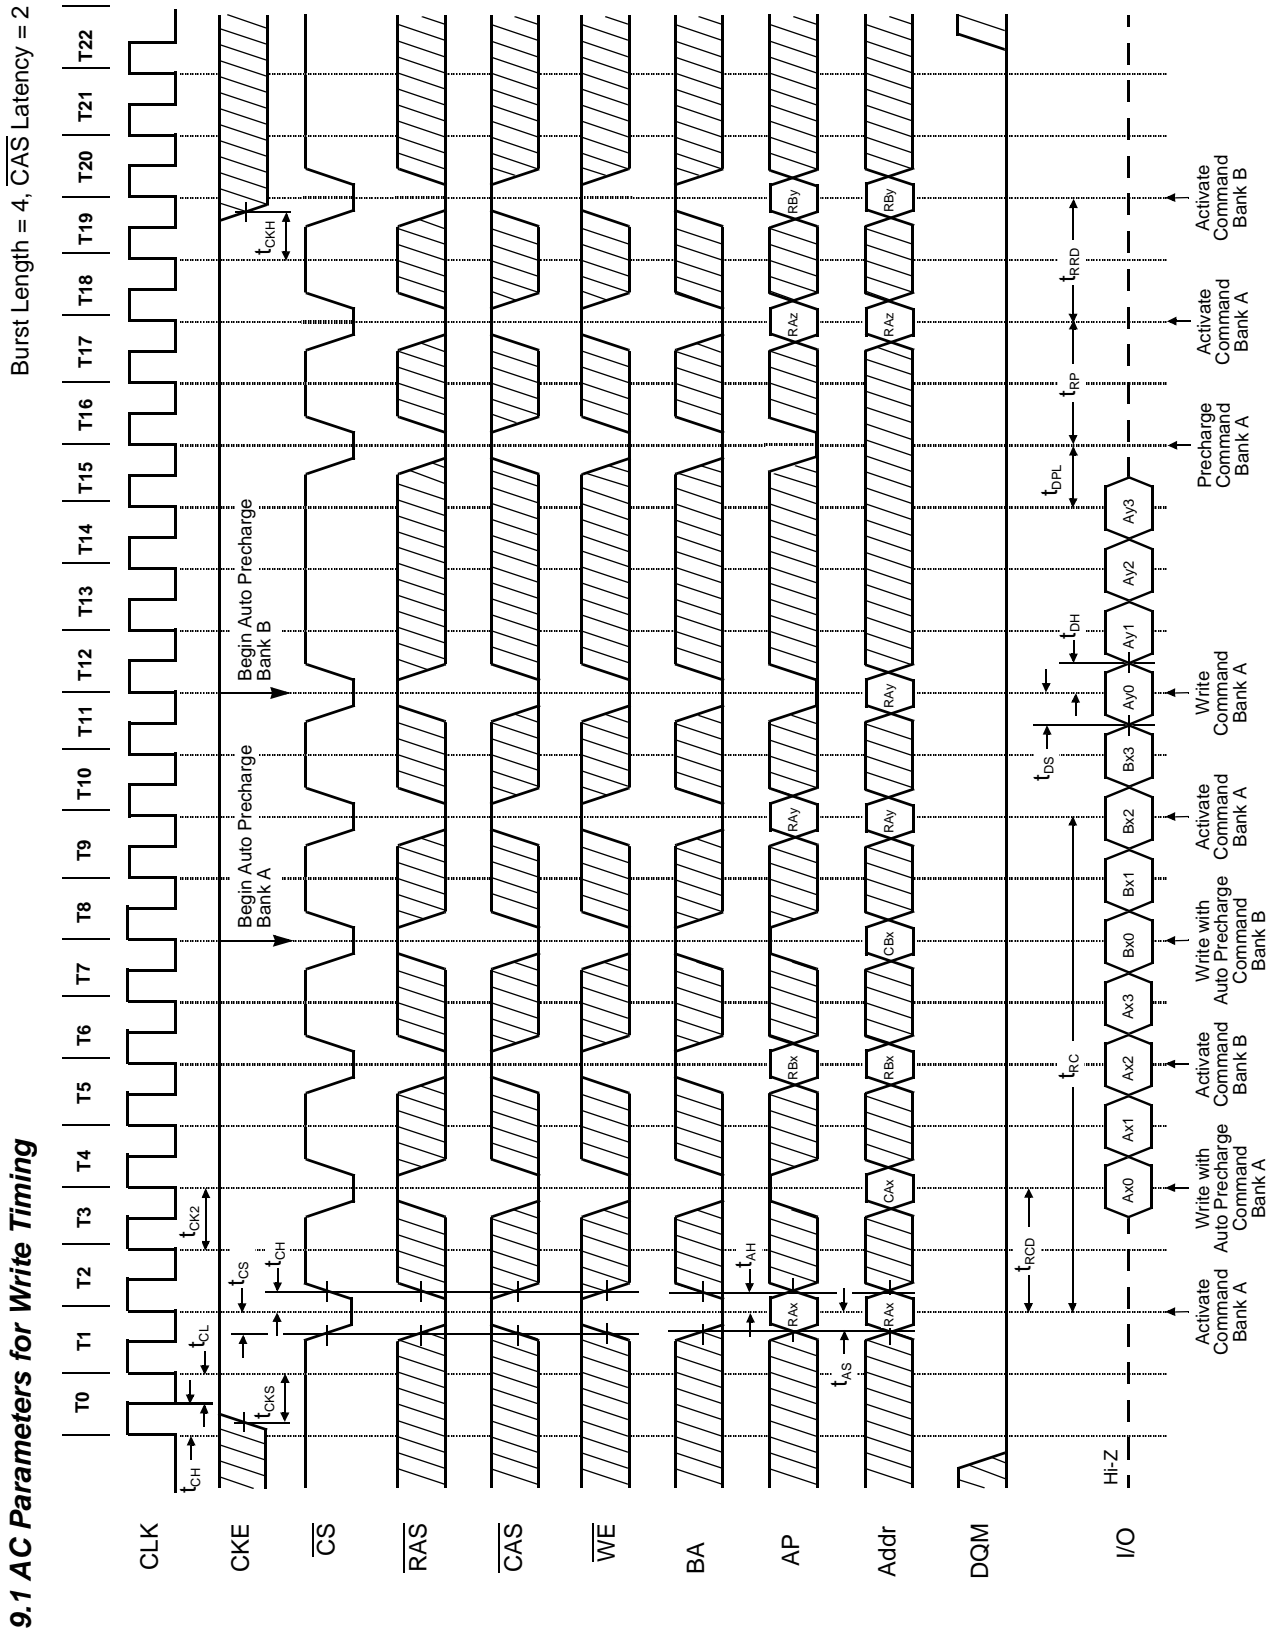 9.1 AC Parameters for Write Timing
Burst Length = 4, CAS Latency = 2
T0 T1 T2 T3 T4 T5 T6 T7 T8 T9 T10 T11 T12 T13 T14 T15 T16 T17 T18 T19 T20 T21 T22
CLK
tCH tCL tCK2
CKE
tCKS tCS tCH
Begin Auto Precharge
Bank A
Begin Auto Precharge
Bank B
tCKH
CS
RAS
CAS
WE
BA
tAH
AP
RAx RBx RAy RAz RBy
tAS
Addr
RAx CAx RBx CBx RAy RAy RAz RBy
DQM
tRCD tRC tDS tDH tDPL tRP tRRD
I/O
Hi-Z
Ax0 Ax1 Ax2 Ax3 Bx0 Bx1 Bx2 Bx3 Ay0 Ay1 Ay2 Ay3
Activate
Command
Bank A
Write with
Auto Precharge
Command
Bank A
Activate
Command
Bank B
Write with
Auto Precharge
Command
Bank B
Activate
Command
Bank A
Write
Command
Bank A
Precharge
Command
Bank A
Activate
Command
Bank A
Activate
Command
Bank B